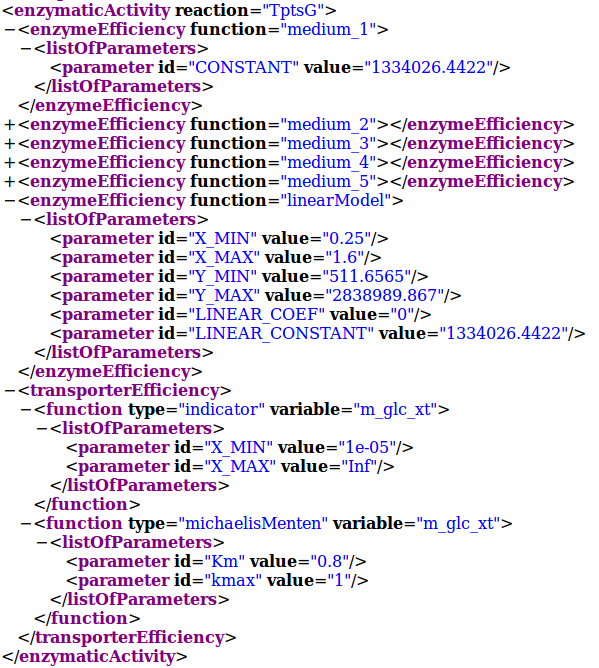 <enzymaticActivity reaction="TptsG">
−<enzymeEfficiency function="medium_1">
−<listOfParameters>
<parameter id="CONSTANT" value="1334026.4422"/>
</listOfParameters>
</enzymeEfficiency>
+<enzymeEfficiency function="medium_2"></enzymeEfficiency>
+<enzymeEfficiency function="medium_3"></enzymeEfficiency>
+<enzymeEfficiency function="medium_4"></enzymeEfficiency>
+<enzymeEfficiency function="medium_5"></enzymeEfficiency>
−<enzymeEfficiency function="linearModel">
−<listOfParameters>
<parameter id="X_MIN" value="0.25"/>
<parameter id="X_MAX" value="1.6"/>
<parameter id="Y_MIN" value="511.6565"/>
<parameter id="Y_MAX" value="2838989.867"/>
<parameter id="LINEAR_COEF" value="0"/>
<parameter id="LINEAR_CONSTANT" value="1334026.4422"/>
</listOfParameters>
</enzymeEfficiency>
−<transporterEfficiency>
−<function type="indicator" variable="m_glc_xt">
−<listOfParameters>
<parameter id="X_MIN" value="1e-05"/>
<parameter id="X_MAX" value="Inf"/>
</listOfParameters>
</function>
−<function type="michaelisMenten" variable="m_glc_xt">
−<listOfParameters>
<parameter id="Km" value="0.8"/>
<parameter id="kmax" value="1"/>
</listOfParameters>
</function>
</transporterEfficiency>
</enzymaticActivity>